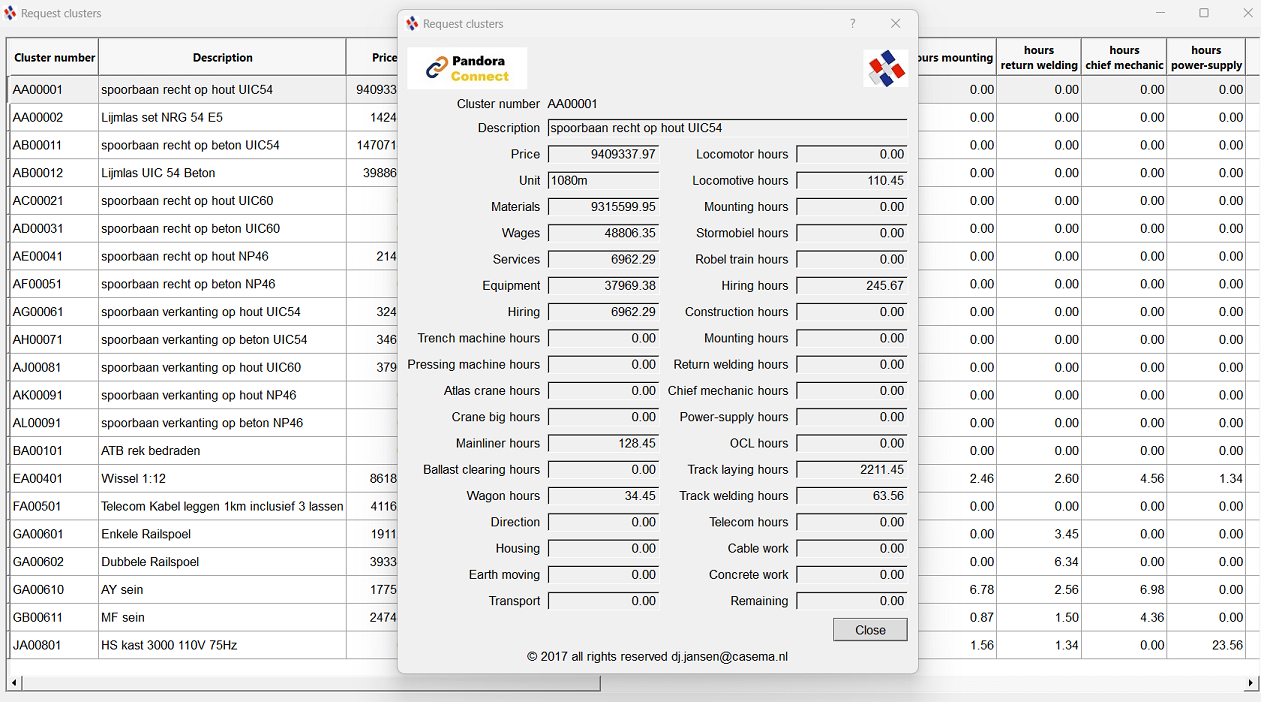 Request clusters
Cluster number Description Price ours mounting hours return welding hours chief mechanic hours power-supply
AA00001 spoorbaan recht op hout UIC54 940933 0.00 0.00 0.00 0.00
AA00002 Lijmlas set NRG 54 E5 1424 0.00 0.00 0.00 0.00
AB00011 spoorbaan recht op beton UIC54 147071 0.00 0.00 0.00 0.00
AB00012 Lijmlas UIC 54 Beton 39886 0.00 0.00 0.00 0.00
AC00021 spoorbaan recht op hout UIC60 0.00 0.00 0.00 0.00
AD00031 spoorbaan recht op beton UIC60 0.00 0.00 0.00 0.00
AE00041 spoorbaan recht op hout NP46 214 0.00 0.00 0.00 0.00
AF00051 spoorbaan recht op beton NP46 0.00 0.00 0.00 0.00
AG00061 spoorbaan verkanting op hout UIC54 324 0.00 0.00 0.00 0.00
AH00071 spoorbaan verkanting op beton UIC54 346 0.00 0.00 0.00 0.00
AJ00081 spoorbaan verkanting op hout UIC60 379 0.00 0.00 0.00 0.00
AK00091 spoorbaan verkanting op hout NP46 0.00 0.00 0.00 0.00
AL00091 spoorbaan verkanting op beton NP46 0.00 0.00 0.00 0.00
BA00101 ATB rek bedraden 0.00 0.00 0.00 0.00
EA00401 Wissel 1:12 8618 2.46 2.60 4.56 1.34
FA00501 Telecom Kabel leggen 1km inclusief 3 lassen 4116 0.00 0.00 0.00 0.00
GA00601 Enkele Railspoel 1911 0.00 3.45 0.00 0.00
GA00602 Dubbele Railspoel 3933 0.00 6.34 0.00 0.00
GA00610 AY sein 1775 6.78 2.56 6.98 0.00
GB00611 MF sein 2474 0.87 1.50 4.36 0.00
JA00801 HS kast 3000 110V 75Hz 1.56 1.34 0.00 23.56
Request clusters ?
Pandora
Connect
Cluster number AA00001
Description spoorbaan recht op hout UIC54
Price 9409337.97 Locomotor hours 0.00
Unit 1080m Locomotive hours 110.45
Materials 9315599.95 Mounting hours 0.00
Wages 48806.35 Stormobiel hours 0.00
Services 6962.29 Robel train hours 0.00
Equipment 37969.38 Hiring hours 245.67
Hiring 6962.29 Construction hours 0.00
Trench machine hours 0.00 Mounting hours 0.00
Pressing machine hours 0.00 Return welding hours 0.00
Atlas crane hours 0.00 Chief mechanic hours 0.00
Crane big hours 0.00 Power-supply hours 0.00
Mainliner hours 128.45 OCL hours 0.00
Ballast clearing hours 0.00 Track laying hours 2211.45
Wagon hours 34.45 Track welding hours 63.56
Direction 0.00 Telecom hours 0.00
Housing 0.00 Cable work 0.00
Earth moving 0.00 Concrete work 0.00
Transport 0.00 Remaining 0.00
Close
© 2017 all rights reserved dj.jansen@casema.nl